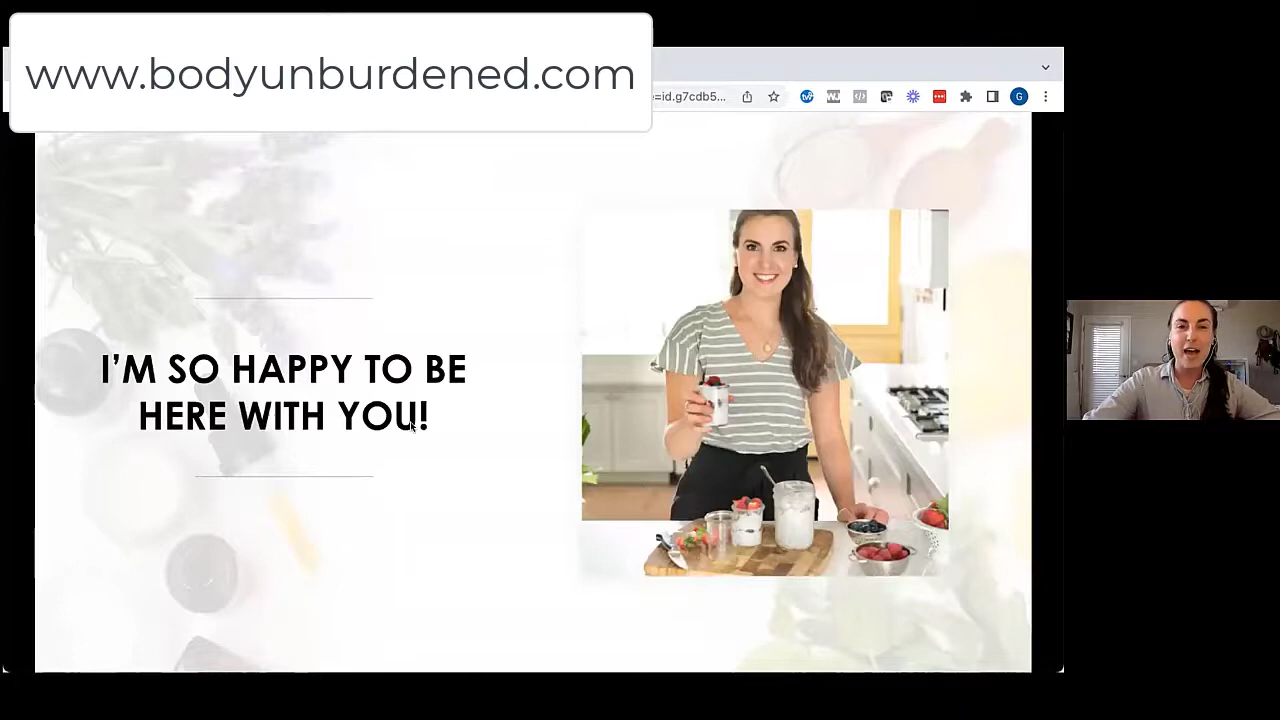 www.bodyunburdened.com
=id.g7cdb5...
G
I'M SO HAPPY TO BE
HERE WITH YOU!